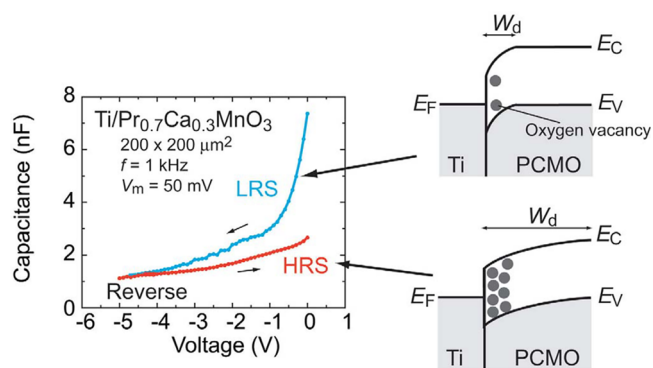 Capacitance (nF)
8
6
4
2
0
Ti/Pr0.7Ca0.3MnO3
200 x 200 μm2
f = 1 kHz
Vm = 50 mV
LRS
HRS
Reverse
-6 -5 -4 -3 -2 -1 0 1
Voltage (V)
Wd
EC
EF
EV
Oxygen vacancy
Ti PCMO
Wd
EC
EF
EV
Ti PCMO